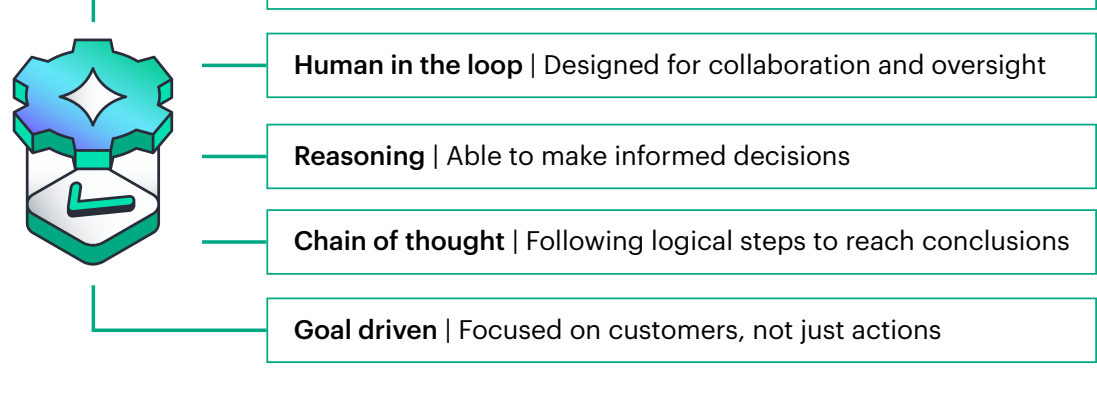 Human in the loop | Designed for collaboration and oversight
Reasoning | Able to make informed decisions
Chain of thought | Following logical steps to reach conclusions
Goal driven | Focused on customers, not just actions